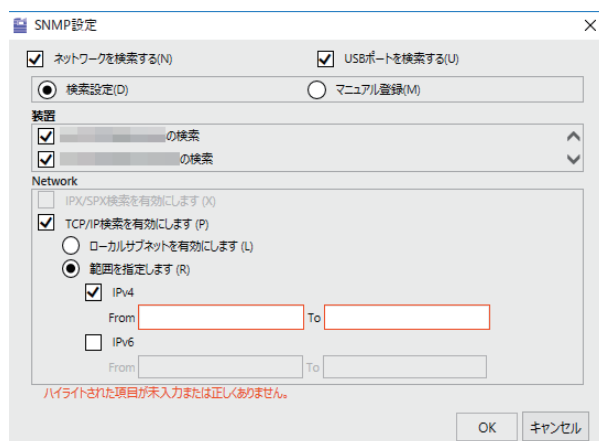 SNMP設定
ネットワークを検索する(N) USBポートを検索する(U)
検索設定(D) マニュアル登録(M)
装置
の検索
の検索
Network
IPX/SPX検索を有効にします (X)
TCP/IP検索を有効にします (P)
ローカルサブネットを有効にします (L)
範囲を指定します (R)
IPv4
From To
IPv6
From To
ハイライトされた項目が未入力または正しくありません。
OK キャンセル